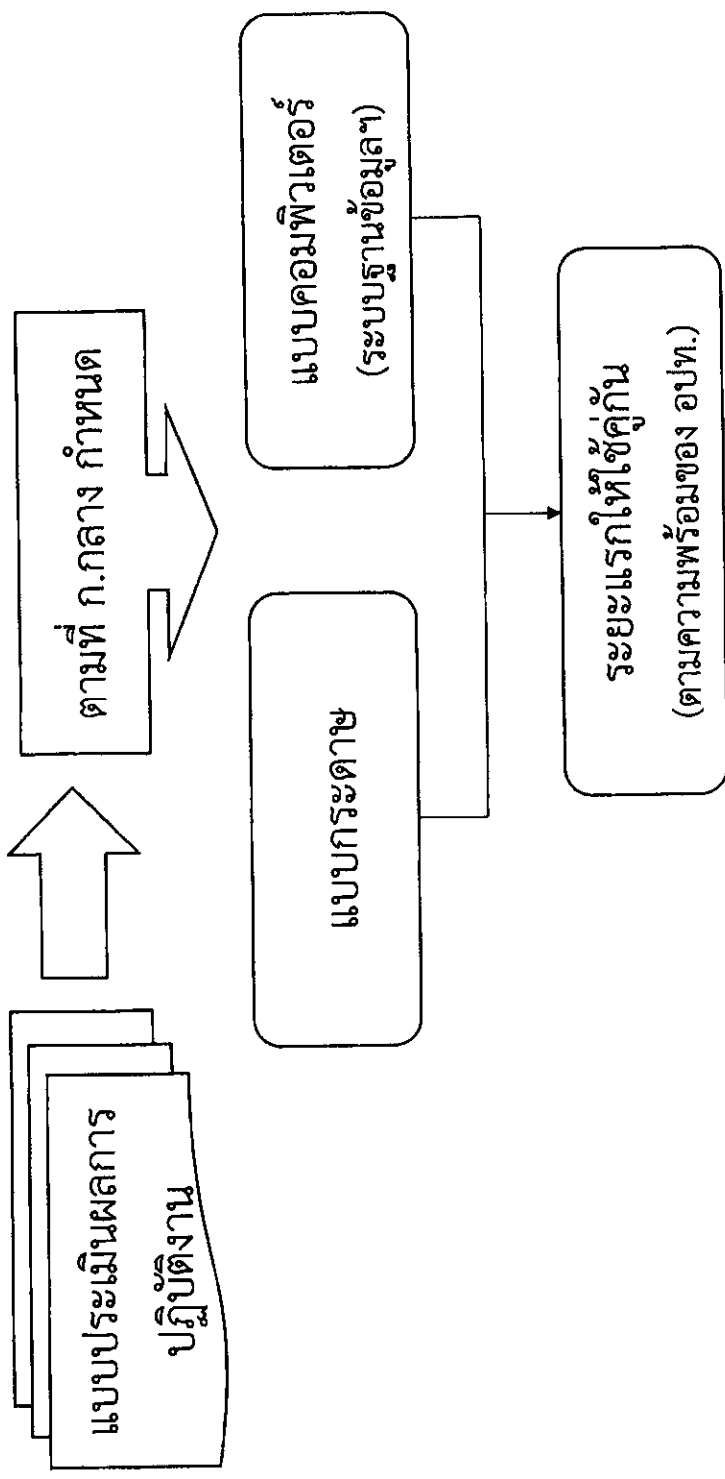 แบบประเมินผลการ
ปฏิบัติงาน
ตามที่ ก.กลาง กำหนด
แบบกระดาษ
แบบคอมพิวเตอร์
(ระบบฐานข้อมูลฯ)
ระยะแรกให้ใช้คู่กัน
(ตามความพร้อมของ อปท.)